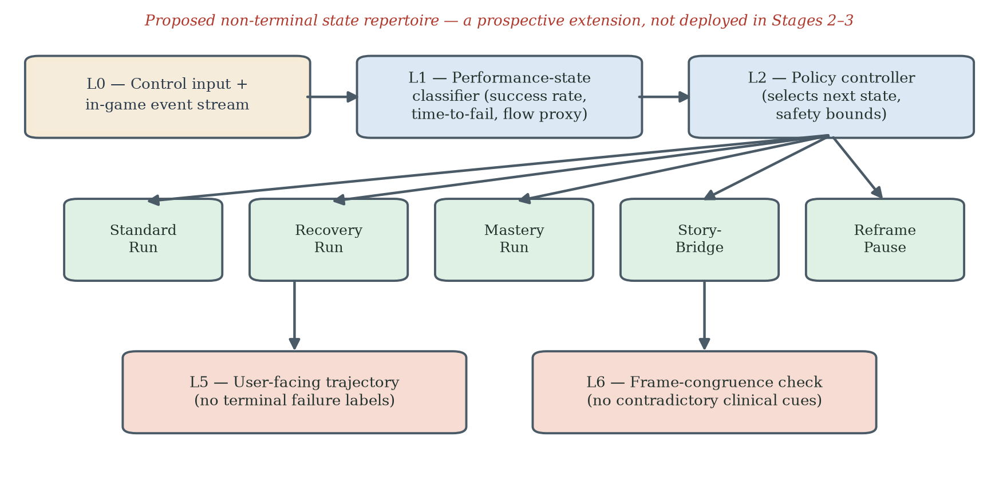 Proposed non-terminal state repertoire — a prospective extension, not deployed in Stages 2–3
L0 — Control input +
in-game event stream
L1 — Performance-state
classifier (success rate,
time-to-fail, flow proxy)
L2 — Policy controller
(selects next state,
safety bounds)
Standard
Run
Recovery
Run
Mastery
Run
Story-
Bridge
Reframe
Pause
L5 — User-facing trajectory
(no terminal failure labels)
L6 — Frame-congruence check
(no contradictory clinical cues)